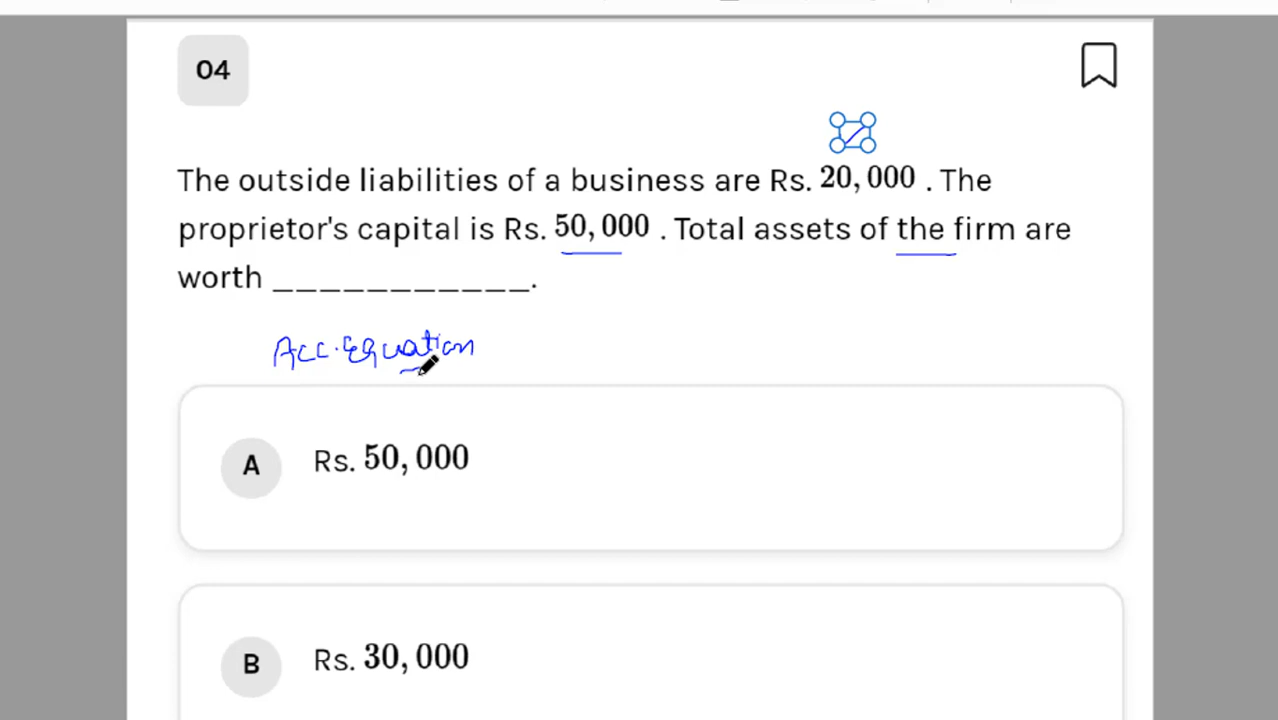 04
The outside liabilities of a business are Rs. 20,000 . The
proprietor's capital is Rs. 50,000 . Total assets of the firm are
worth ___________.
Acc. Equation
A Rs. 50,000
B Rs. 30,000